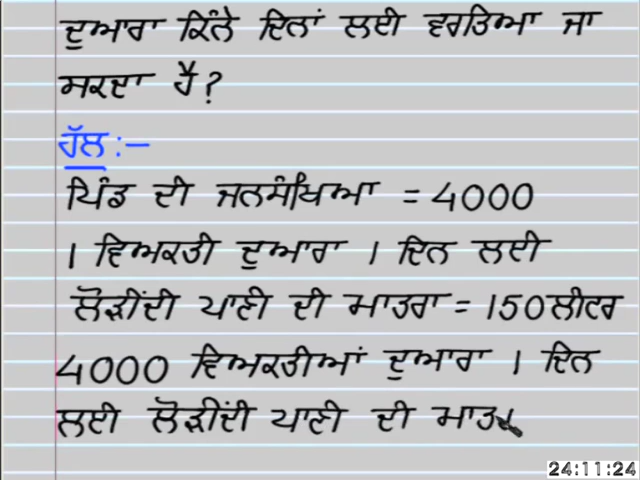 ਦੁਆਰਾ ਕਿੰਨੇ ਦਿਨਾਂ ਲਈ ਵਰਤਿਆ ਜਾ
ਸਕਦਾ ਹੈ?
ਹੱਲ :-
ਪਿੰਡ ਦੀ ਜਨਸੰਖਿਆ = 4000
1 ਵਿਅਕਤੀ ਦੁਆਰਾ 1 ਦਿਨ ਲਈ
ਲੋੜੀਂਦੀ ਪਾਣੀ ਦੀ ਮਾਤਰਾ = 150 ਲੀਟਰ
4000 ਵਿਅਕਤੀਆਂ ਦੁਆਰਾ 1 ਦਿਨ
ਲਈ ਲੋੜੀਂਦੀ ਪਾਣੀ ਦੀ ਮਾਤਰ
24:11:24